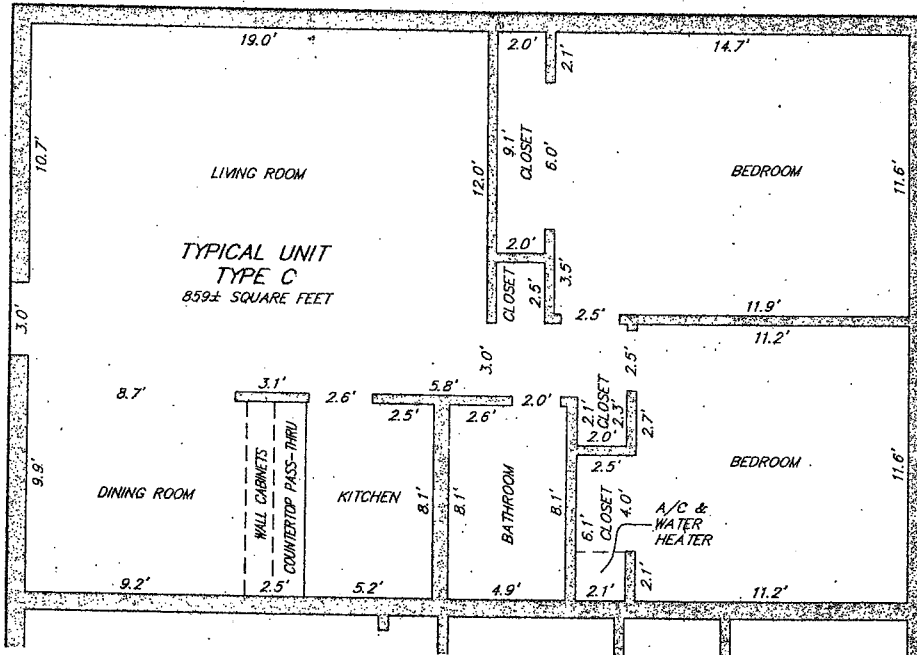 19.0'
2.0'
2.1'
14.7'
10.7'
LIVING ROOM
12.0'
9.1'
CLOSET
6.0'
BEDROOM
11.6'
TYPICAL UNIT
TYPE C
859± SQUARE FEET
2.0'
CLOSET
2.5'
3.5'
3.0'
2.5'
11.9'
11.2'
3.0'
2.5'
8.7'
3.1'
2.6'
5.8'
2.5'
2.6'
2.0'
2.1'
CLOSET
2.3'
2.0'
2.7'
9.9'
DINING ROOM
WALL CABINETS
COUNTERTOP PASS-THRU
KITCHEN
8.1'
8.1'
BATHROOM
8.1'
2.5'
6.1'
CLOSET
4.0'
A/C &
WATER
HEATER
BEDROOM
11.6'
9.2'
2.5'
5.2'
4.9'
2.1'
2.1'
11.2'